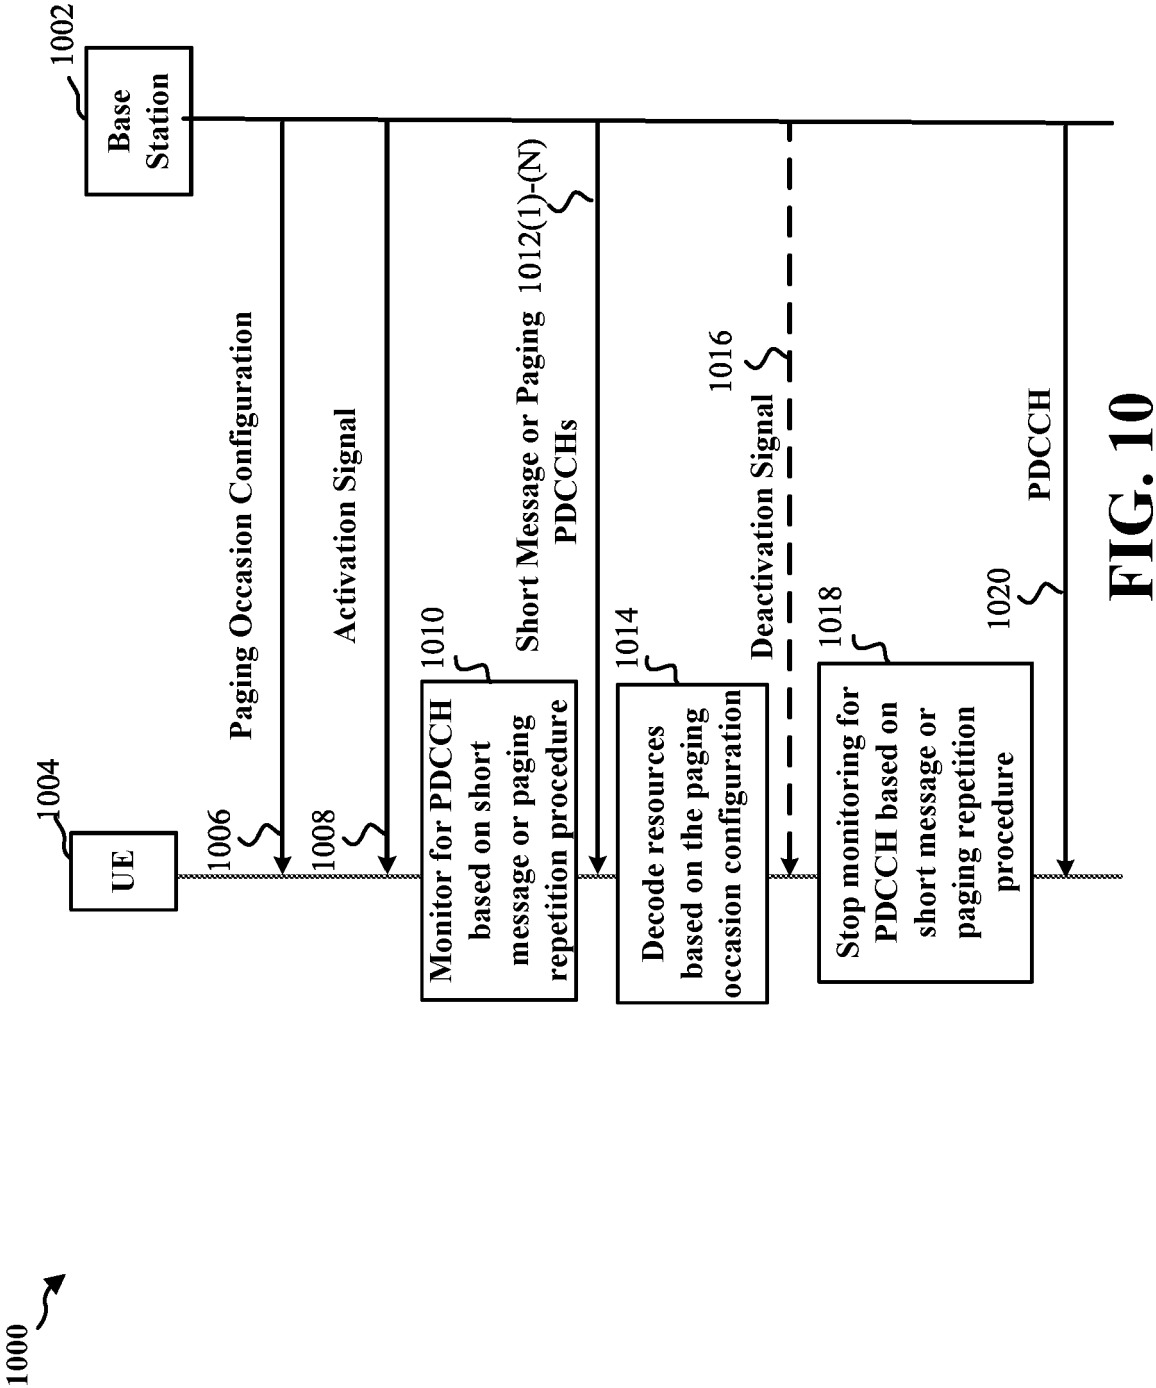 1000
1004
UE
1002
Base
Station
Paging Occasion Configuration
1006
Activation Signal
1008
1010
Monitor for PDCCH
based on short
message or paging
repetition procedure
Short Message or Paging
PDCCHs
1012(1)-(N)
1014
Decode resources
based on the paging
occasion configuration
Deactivation Signal
1016
1018
Stop monitoring for
PDCCH based on
short message or
paging repetition
procedure
PDCCH
1020
FIG. 10